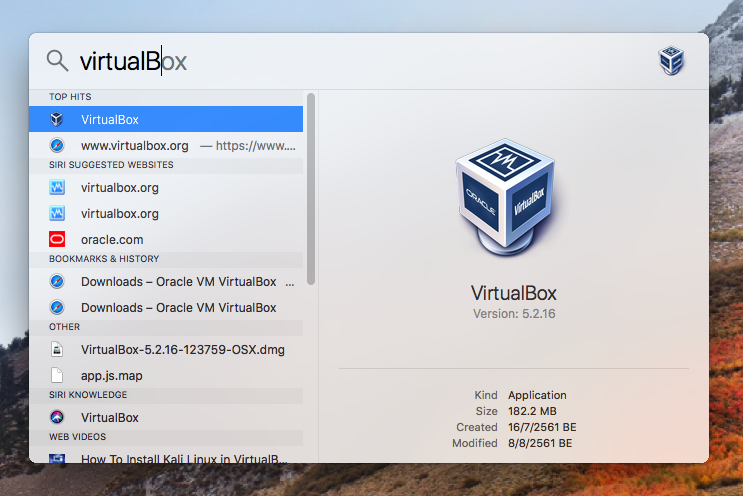 virtualBox
TOP HITS
VirtualBox
www.virtualbox.org — https://www....
SIRI SUGGESTED WEBSITES
virtualbox.org
virtualbox.org
oracle.com
BOOKMARKS & HISTORY
Downloads – Oracle VM VirtualBox ...
Downloads – Oracle VM VirtualBox
OTHER
VirtualBox-5.2.16-123759-OSX.dmg
app.js.map
SIRI KNOWLEDGE
VirtualBox
WEB VIDEOS
How To Install Kali Linux in VirtualB...
ORACLE
VirtualBox
VirtualBox
Version: 5.2.16
Kind Application
Size 182.2 MB
Created 16/7/2561 BE
Modified 8/8/2561 BE